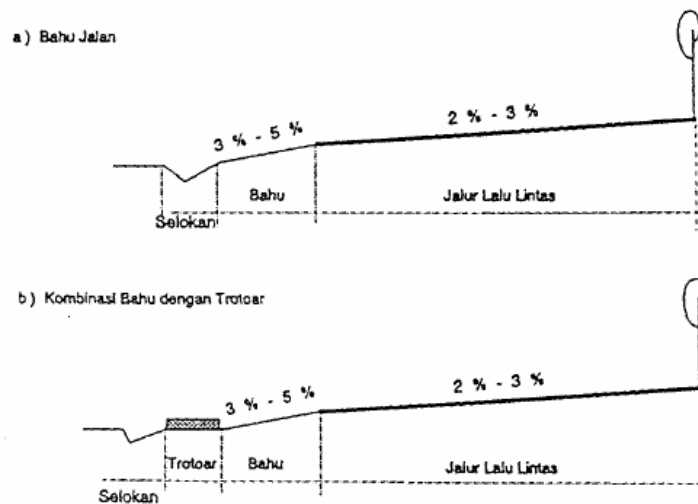 a ) Bahu Jalan
3 % - 5 %
2 % - 3 %
Bahu
Jalur Lalu Lintas
Selokan
b ) Kombinasi Bahu dengan Trotoar
3 % - 5 %
2 % - 3 %
Trotoar
Bahu
Jalur Lalu Lintas
Selokan